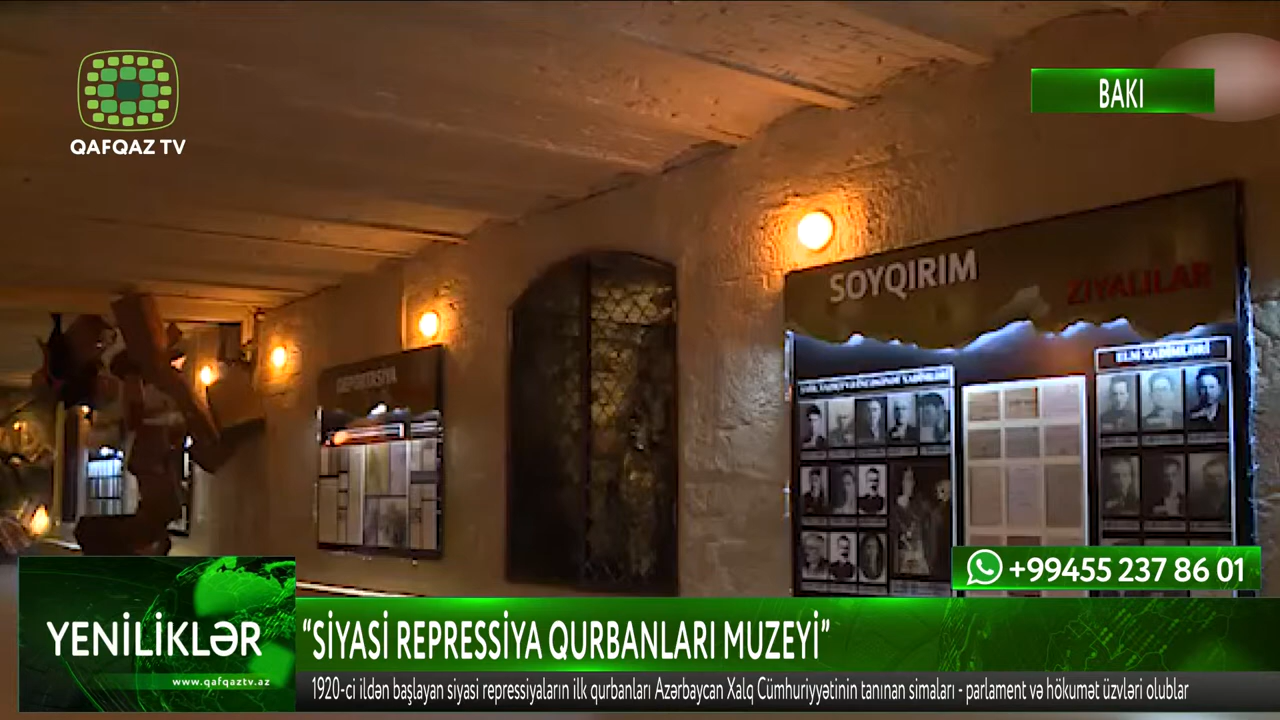 QAFQAZ TV
BAKI
SOYQIRIM
ZİYALILAR
ELM XADİMLƏRİ
+99455 237 86 01
YENİLİKLƏR
www.qafqaztv.az
“SİYASİ REPRESSİYA QURBANLARI MUZEYİ”
1920-ci ildən başlayan siyasi repressiyaların ilk qurbanları Azərbaycan Xalq Cümhuriyyətinin tanınan simaları - parlament və hökumət üzvləri olublar